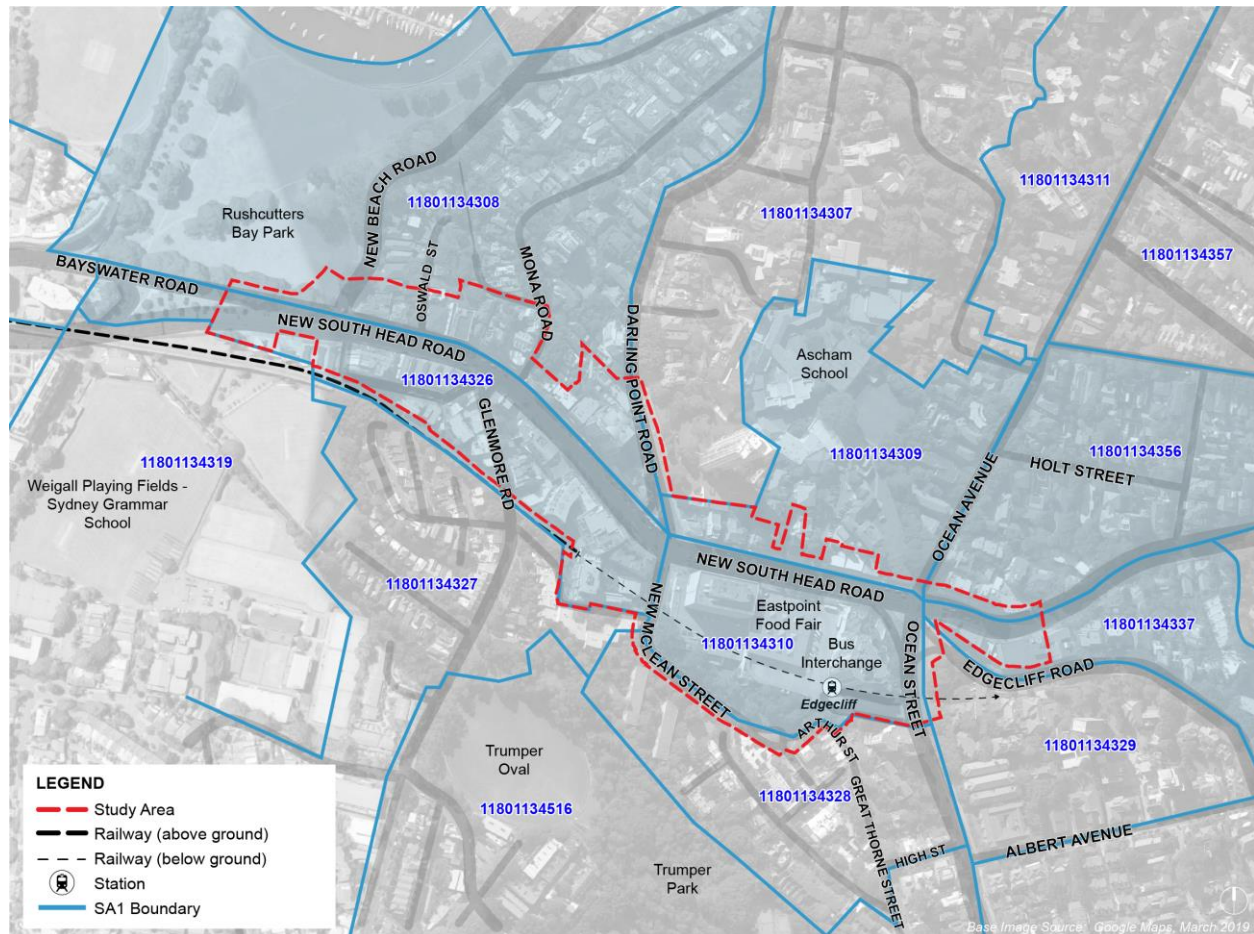 11801134311
11801134308
11801134307
11801134357
Rushcutters
Bay Park
NEW BEACH ROAD
OSWALD ST
MONA ROAD
BAYSWATER ROAD
NEW SOUTH HEAD ROAD
DARLING POINT ROAD
Ascham
School
11801134326
GLENMORE RD
11801134309
OCEAN AVENUE
11801134356
HOLT STREET
11801134319
Weigall Playing Fields -
Sydney Grammar
School
11801134327
NEW SOUTH HEAD ROAD
NEW MCLEAN STREET
Eastpoint
Food Fair
11801134310
Bus
Interchange
Edgecliff
OCEAN STREET
11801134337
EDGECLIFF ROAD
ARTHUR ST
11801134329
Trumper
Oval
11801134516
11801134328
GREAT THORNE STREET
HIGH ST
ALBERT AVENUE
Trumper
Park
LEGEND
Study Area
Railway (above ground)
Railway (below ground)
Station
SA1 Boundary
Base Image Source: Google Maps, March 2019